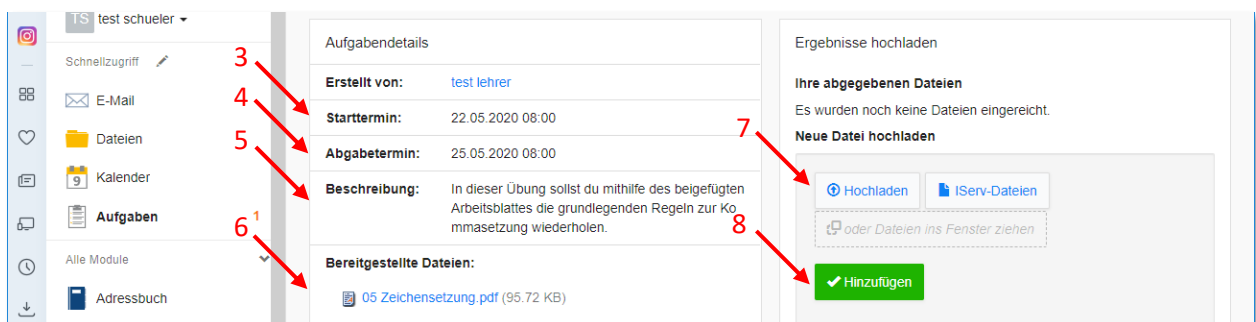 TS test schueler
Schnellzugriff
E-Mail
Dateien
9 Kalender
Aufgaben 1
Alle Module
Adressbuch
3
4
5
6
Aufgabendetails
Erstellt von: test lehrer
Starttermin: 22.05.2020 08:00
Abgabetermin: 25.05.2020 08:00
Beschreibung: In dieser Übung sollst du mithilfe des beigefügten
Arbeitsblattes die grundlegenden Regeln zur Ko
mmasetzung wiederholen.
Bereitgestellte Dateien:
05 Zeichensetzung.pdf (95.72 KB)
7
8
Ergebnisse hochladen
Ihre abgegebenen Dateien
Es wurden noch keine Dateien eingereicht.
Neue Datei hochladen
Hochladen IServ-Dateien
oder Dateien ins Fenster ziehen
Hinzufügen